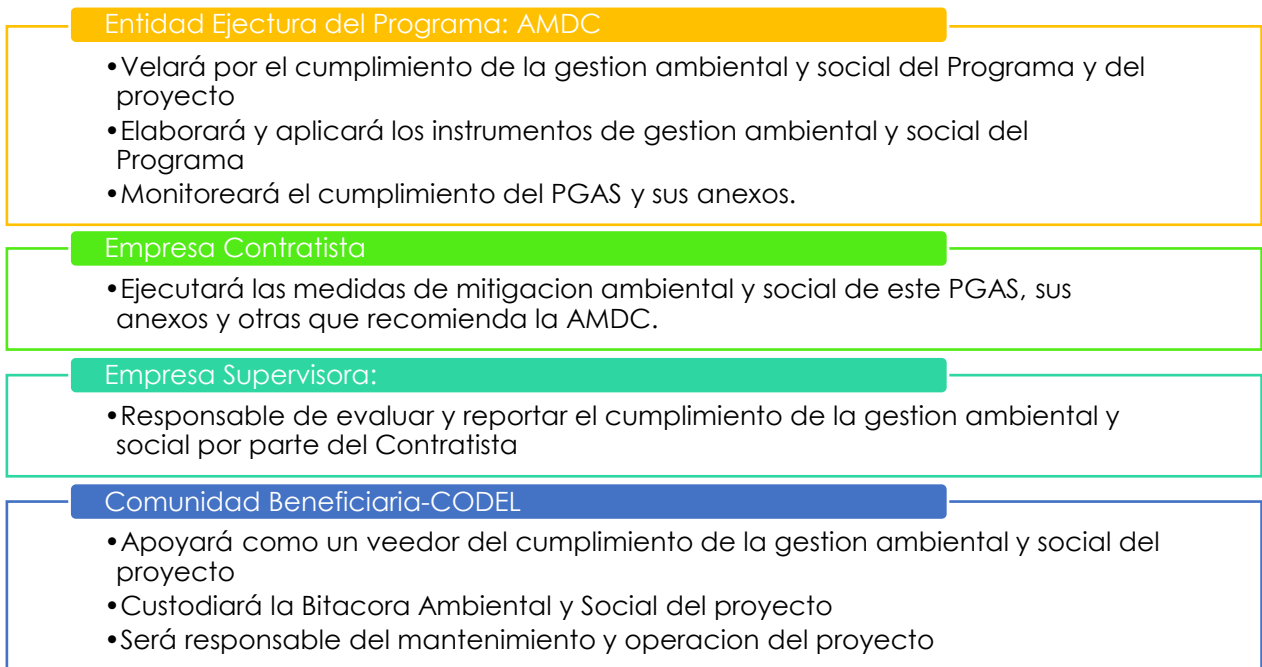 Entidad Ejectura del Programa: AMDC
•Velará por el cumplimiento de la gestion ambiental y social del Programa y del
proyecto
•Elaborará y aplicará los instrumentos de gestion ambiental y social del
Programa
•Monitoreará el cumplimiento del PGAS y sus anexos.
Empresa Contratista
•Ejecutará las medidas de mitigacion ambiental y social de este PGAS, sus
anexos y otras que recomienda la AMDC.
Empresa Supervisora:
•Responsable de evaluar y reportar el cumplimiento de la gestion ambiental y
social por parte del Contratista
Comunidad Beneficiaria-CODEL
•Apoyará como un veedor del cumplimiento de la gestion ambiental y social del
proyecto
•Custodiará la Bitacora Ambiental y Social del proyecto
•Será responsable del mantenimiento y operacion del proyecto